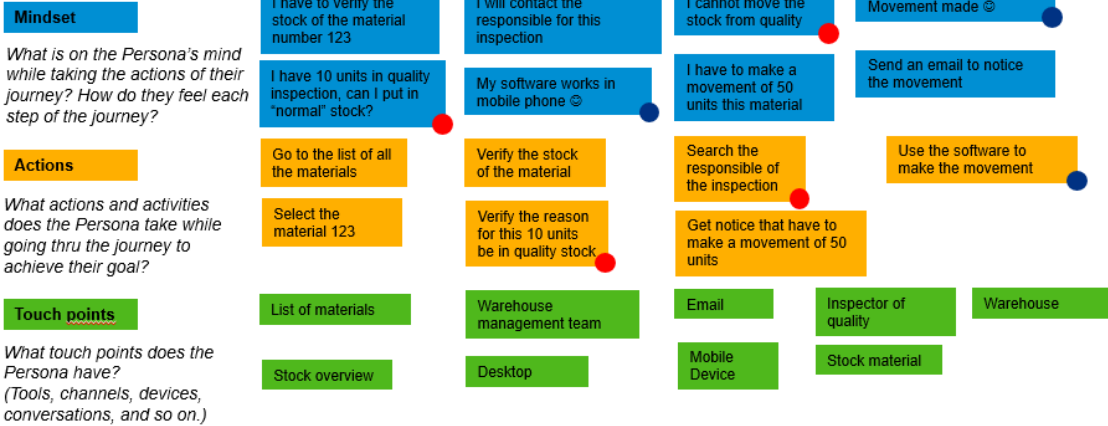 Mindset
What is on the Persona's mind
while taking the actions of their
journey? How do they feel each
step of the journey?
I have to verify the
stock of the material
number 123
I will contact the
responsible for this
inspection
I cannot move the
stock from quality
Movement made ☺
I have 10 units in quality
inspection, can I put in
“normal” stock?
My software works in
mobile phone ☺
I have to make a
movement of 50
units this material
Send an email to notice
the movement
Actions
What actions and activities
does the Persona take while
going thru the journey to
achieve their goal?
Go to the list of all
the materials
Verify the stock
of the material
Search the
responsible of
the inspection
Use the software to
make the movement
Select the
material 123
Verify the reason
for this 10 units
be in quality stock
Get notice that have to
make a movement of 50
units
Touch points
What touch points does the
Persona have?
(Tools, channels, devices,
conversations, and so on.)
List of materials
Warehouse
management team
Email
Inspector of
quality
Warehouse
Stock overview
Desktop
Mobile
Device
Stock material